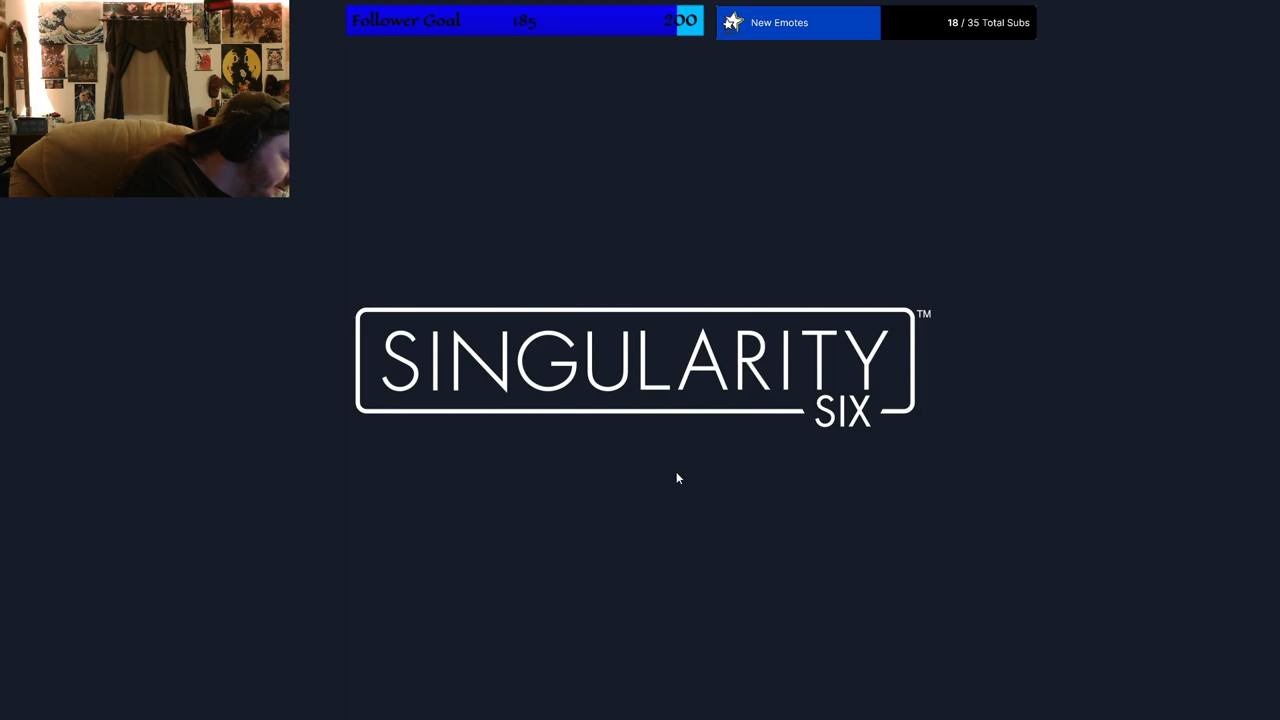 Follower Goal 185 200
New Emotes 18 / 35 Total Subs
SINGULARITY TM
SIX